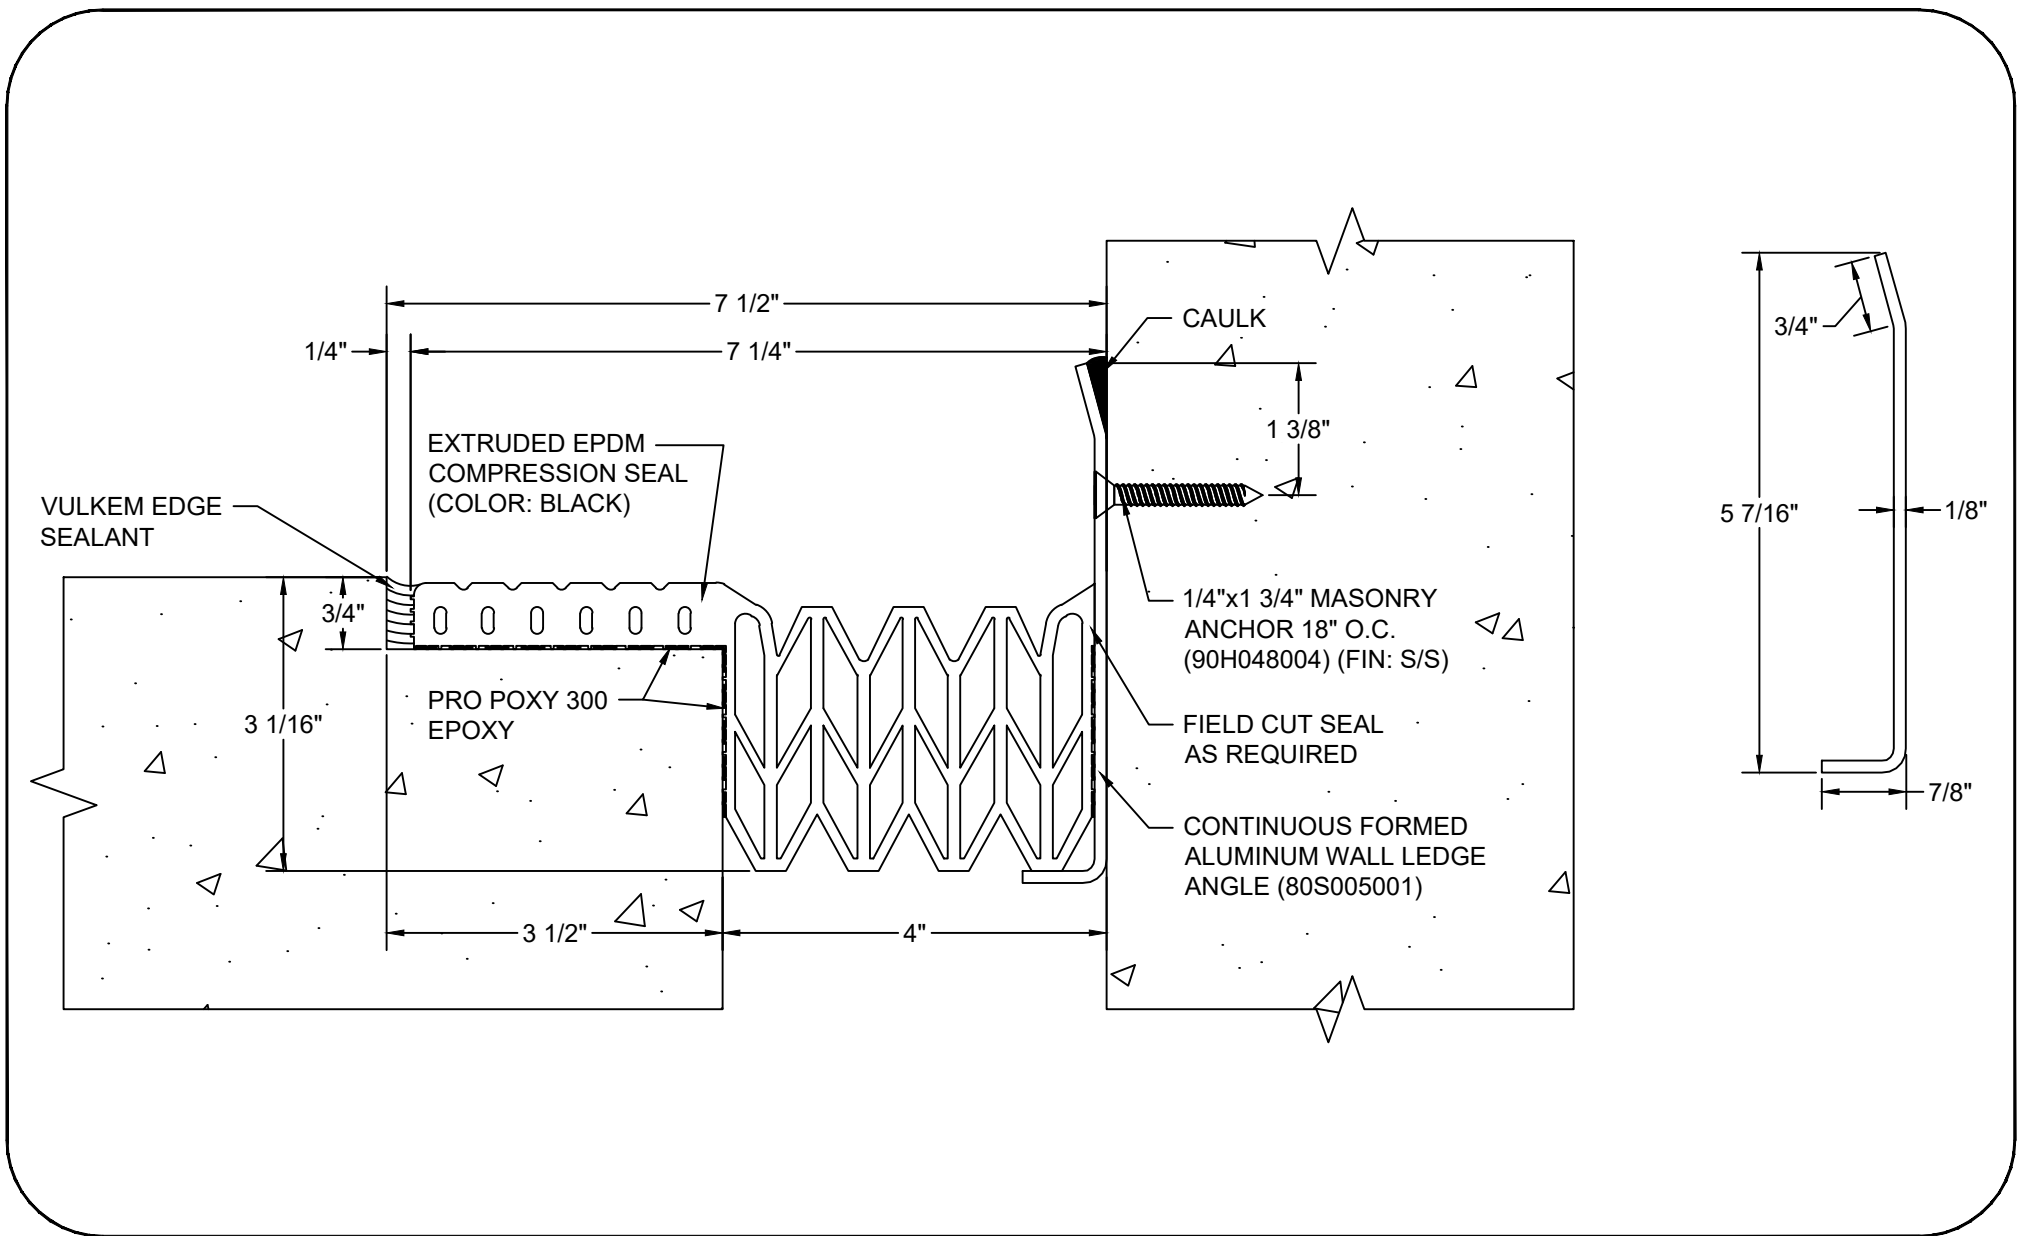 7 1/2"
CAULK
1/4"
7 1/4"
3/4"
1 3/8"
EXTRUDED EPDM
COMPRESSION SEAL
(COLOR: BLACK)
VULKEM EDGE
SEALANT
5 7/16"
1/8"
3/4"
1/4"x1 3/4" MASONRY
ANCHOR 18" O.C.
(90H048004) (FIN: S/S)
PRO POXY 300
EPOXY
3 1/16"
FIELD CUT SEAL
AS REQUIRED
7/8"
CONTINUOUS FORMED
ALUMINUM WALL LEDGE
ANGLE (80S005001)
3 1/2"
4"